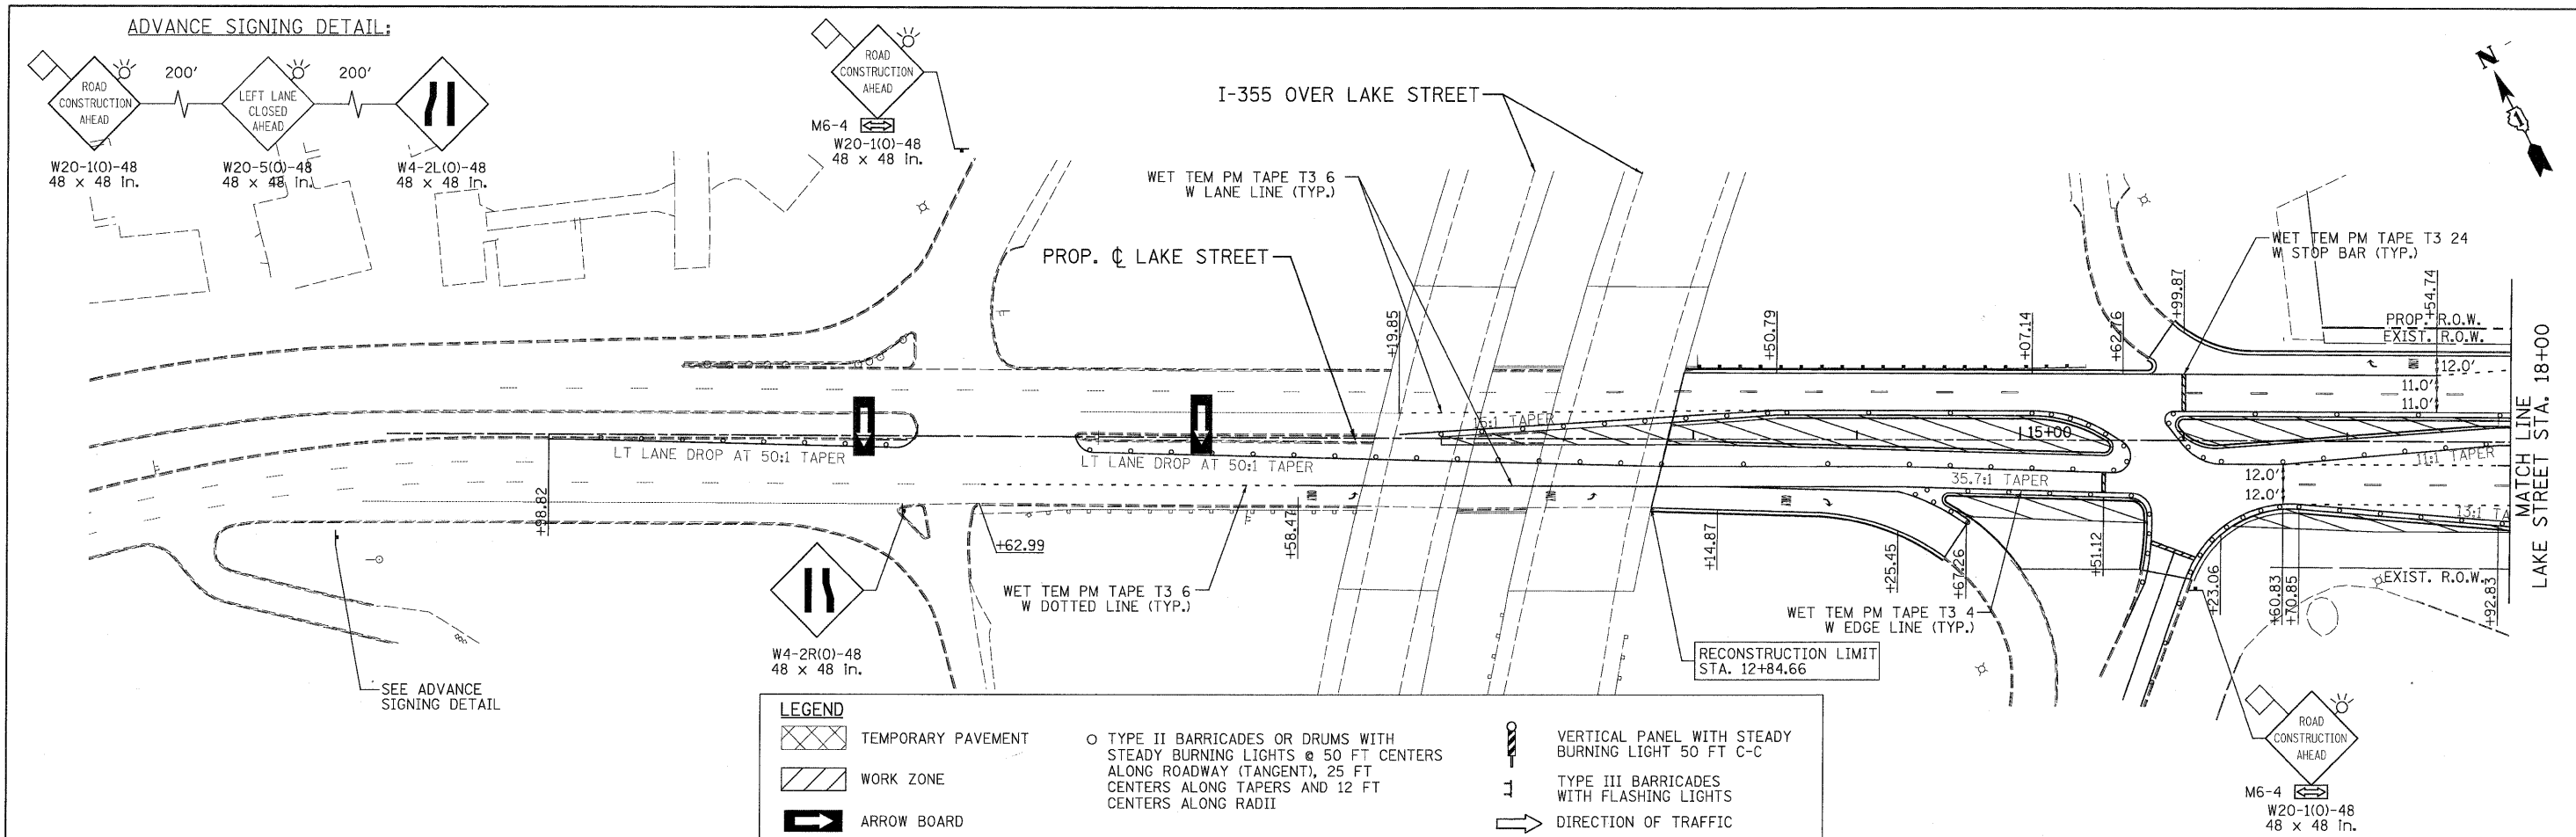 ADVANCE SIGNING DETAIL:
ROAD
CONSTRUCTION
AHEAD
200'
LEFT LANE
CLOSED
AHEAD
200'
W20-1(O)-48
48 x 48 in.
W20-5(O)-48
48 x 48 in.
W4-2L(O)-48
48 x 48 in.
ROAD
CONSTRUCTION
AHEAD
M6-4
W20-1(O)-48
48 x 48 in.
I-355 OVER LAKE STREET
N
1
WET TEM PM TAPE T3 6
W LANE LINE (TYP.)
PROP. ℄ LAKE STREET
WET TEM PM TAPE T3 24
W STOP BAR (TYP.)
+19.85
+50.79
+07.14
+62.76
+99.87
+54.74
PROP. R.O.W.
EXIST. R.O.W.
12.0'
11.0'
11.0'
MATCH LINE
LAKE STREET STA. 18+00
15:1 TAPER
15+00
LT LANE DROP AT 50:1 TAPER
LT LANE DROP AT 50:1 TAPER
11:1 TAPER
35.7:1 TAPER
12.0'
12.0'
13:1 TA
+98.82
+62.99
+58.47
+14.87
+25.45
+67.26
+51.12
+23.06
+60.83
+70.85
+92.83
EXIST. R.O.W.
WET TEM PM TAPE T3 6
W DOTTED LINE (TYP.)
WET TEM PM TAPE T3 4
W EDGE LINE (TYP.)
W4-2R(O)-48
48 x 48 in.
RECONSTRUCTION LIMIT
STA. 12+84.66
SEE ADVANCE
SIGNING DETAIL
LEGEND
TEMPORARY PAVEMENT
WORK ZONE
ARROW BOARD
TYPE II BARRICADES OR DRUMS WITH
STEADY BURNING LIGHTS @ 50 FT CENTERS
ALONG ROADWAY (TANGENT), 25 FT
CENTERS ALONG TAPERS AND 12 FT
CENTERS ALONG RADII
VERTICAL PANEL WITH STEADY
BURNING LIGHT 50 FT C-C
TYPE III BARRICADES
WITH FLASHING LIGHTS
DIRECTION OF TRAFFIC
ROAD
CONSTRUCTION
AHEAD
M6-4
W20-1(O)-48
48 x 48 in.